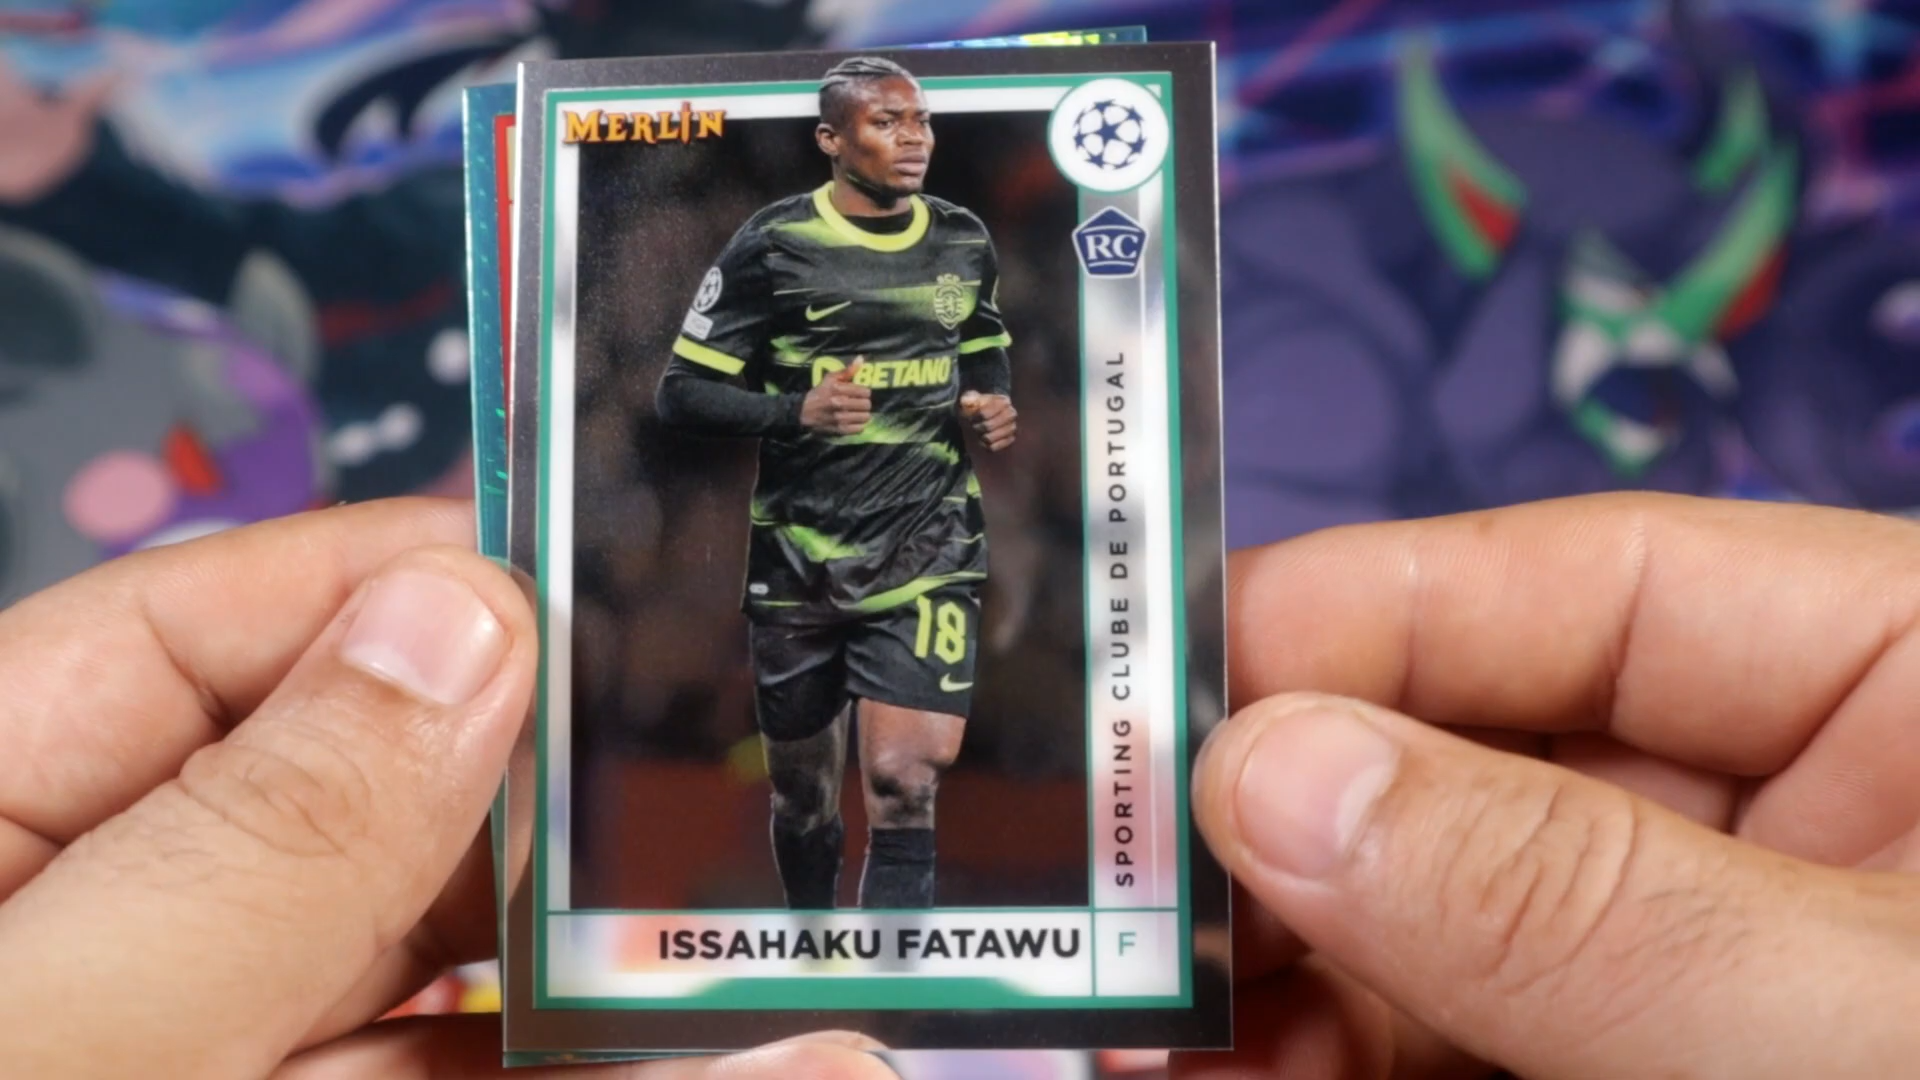 MERLIN
RC
SPORTING CLUBE DE PORTUGAL
BETANO
18
ISSAHAKU FATAWU
F